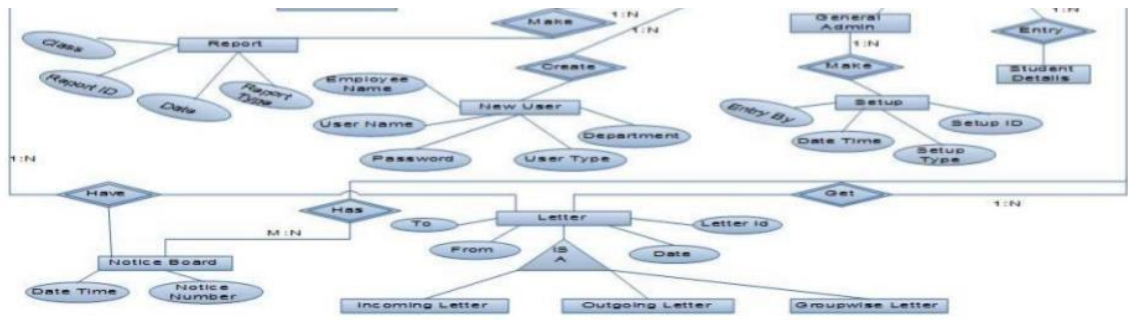 Make
1:N
1:N
General
Admin
1:N
Entry
Class
Report
1:N
Report ID
Date
Report
Type
Create
Make
Student
Details
Employee
Name
New User
Setup
User Name
Department
Entry By
Setup ID
Date Time
Password
User Type
Setup
Type
1:N
Have
Has
Get
1:N
To
Letter
Letter Id
M:N
From
IS
A
Date
Notice Board
Date Time
Notice
Number
Incoming Letter
Outgoing Letter
Groupwise Letter